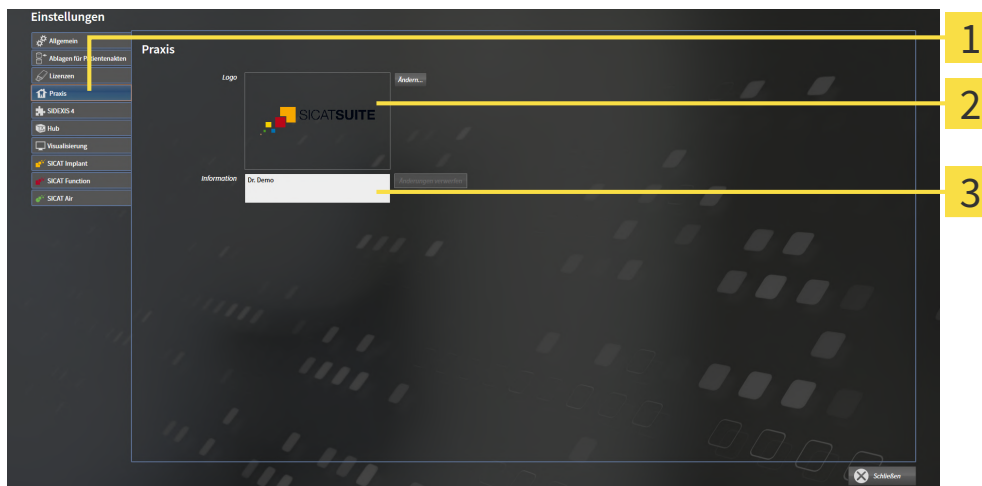 Einstellungen
Allgemein
Ablagen für Patientenakten
Lizenzen
Praxis
SIDEXIS 4
Hub
Visualisierung
SICAT Implant
SICAT Function
SICAT Air
Praxis
Logo
SICATSUITE
Ändern...
Information
Dr. Demo
Änderungen verwerfen
Schließen
1
2
3